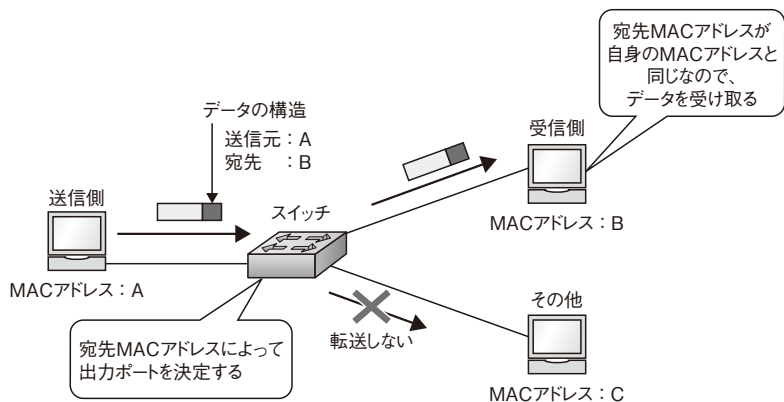 宛先MACアドレスが
自身のMACアドレスと
同じなので、
データを受け取る
データの構造
送信元：A
宛先　：B
受信側
送信側
スイッチ
MACアドレス：B
MACアドレス：A
その他
転送しない
宛先MACアドレスによって
出力ポートを決定する
MACアドレス：C